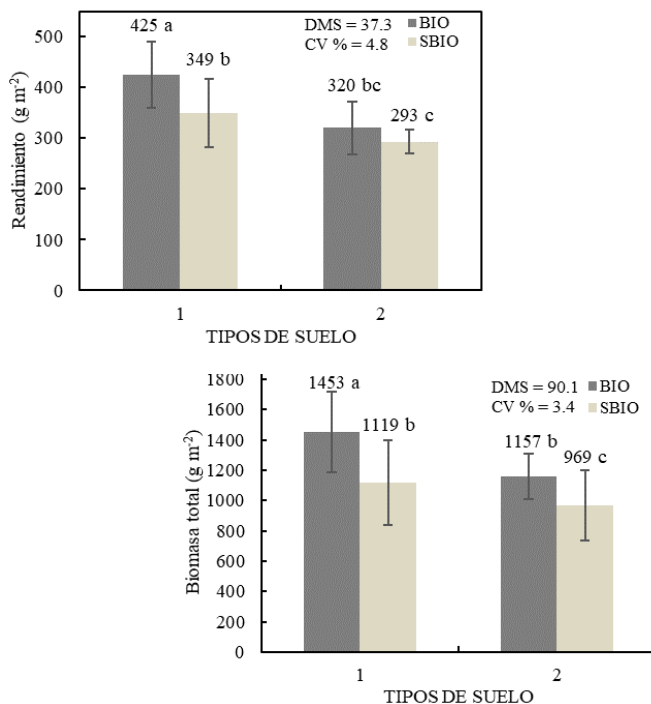 500
400
300
200
100
0
Rendimiento (g m⁻²)
425 a
349 b
320 bc
293 c
DMS = 37.3
CV % = 4.8
BIO
SBIO
1
2
TIPOS DE SUELO
1800
1600
1400
1200
1000
800
600
400
200
0
Biomasa total (g m⁻²)
1453 a
1119 b
1157 b
969 c
DMS = 90.1
CV % = 3.4
BIO
SBIO
1
2
TIPOS DE SUELO